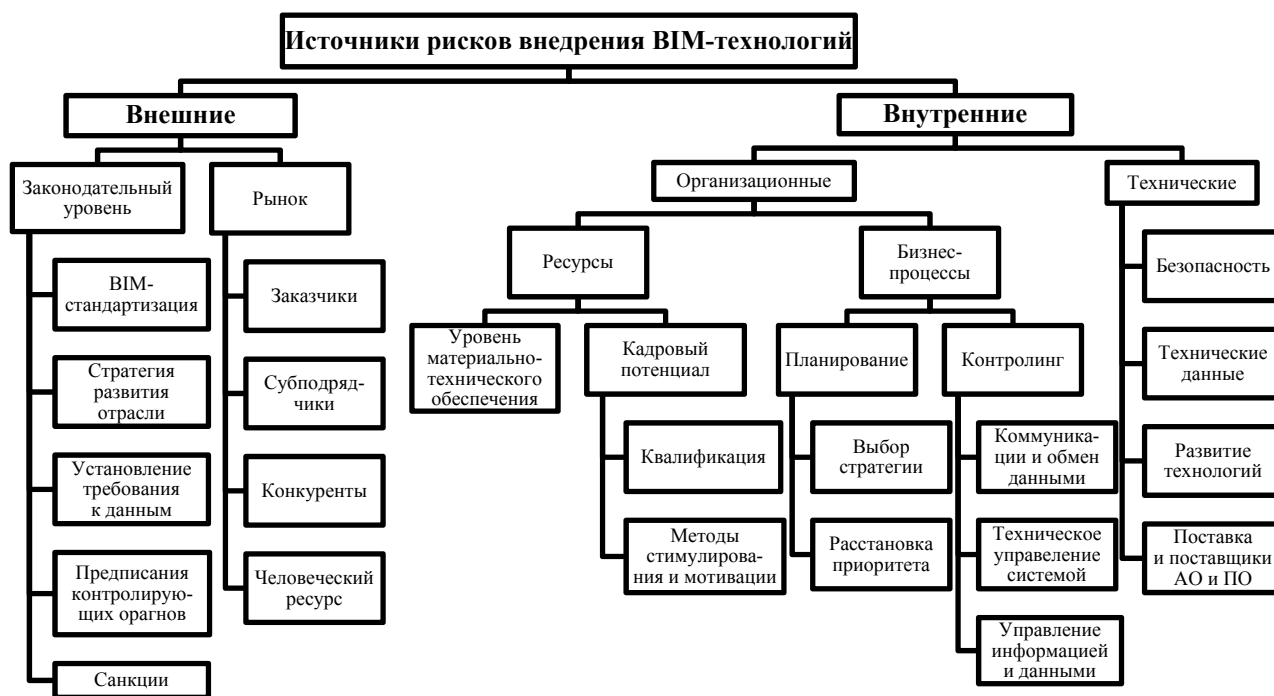 Источники рисков внедрения BIM-технологий
Внешние
Внутренние
Законодательный
уровень
Рынок
Организационные
Технические
BIM-
стандартизация
Стратегия
развития
отрасли
Установление
требования
к данным
Предписания
контролирую-
щих орагнов
Санкции
Заказчики
Субподряд-
чики
Конкуренты
Человеческий
ресурс
Ресурсы
Бизнес-
процессы
Уровень
материально-
технического
обеспечения
Кадровый
потенциал
Квалификация
Методы
стимулирова-
ния и мотивации
Планирование
Выбор
стратегии
Расстановка
приоритета
Контролинг
Коммуника-
ции и обмен
данными
Техническое
управеление
системой
Управление
информацией
и данными
Безопасность
Технические
данные
Развитие
технологий
Поставка
и поставщики
АО и ПО